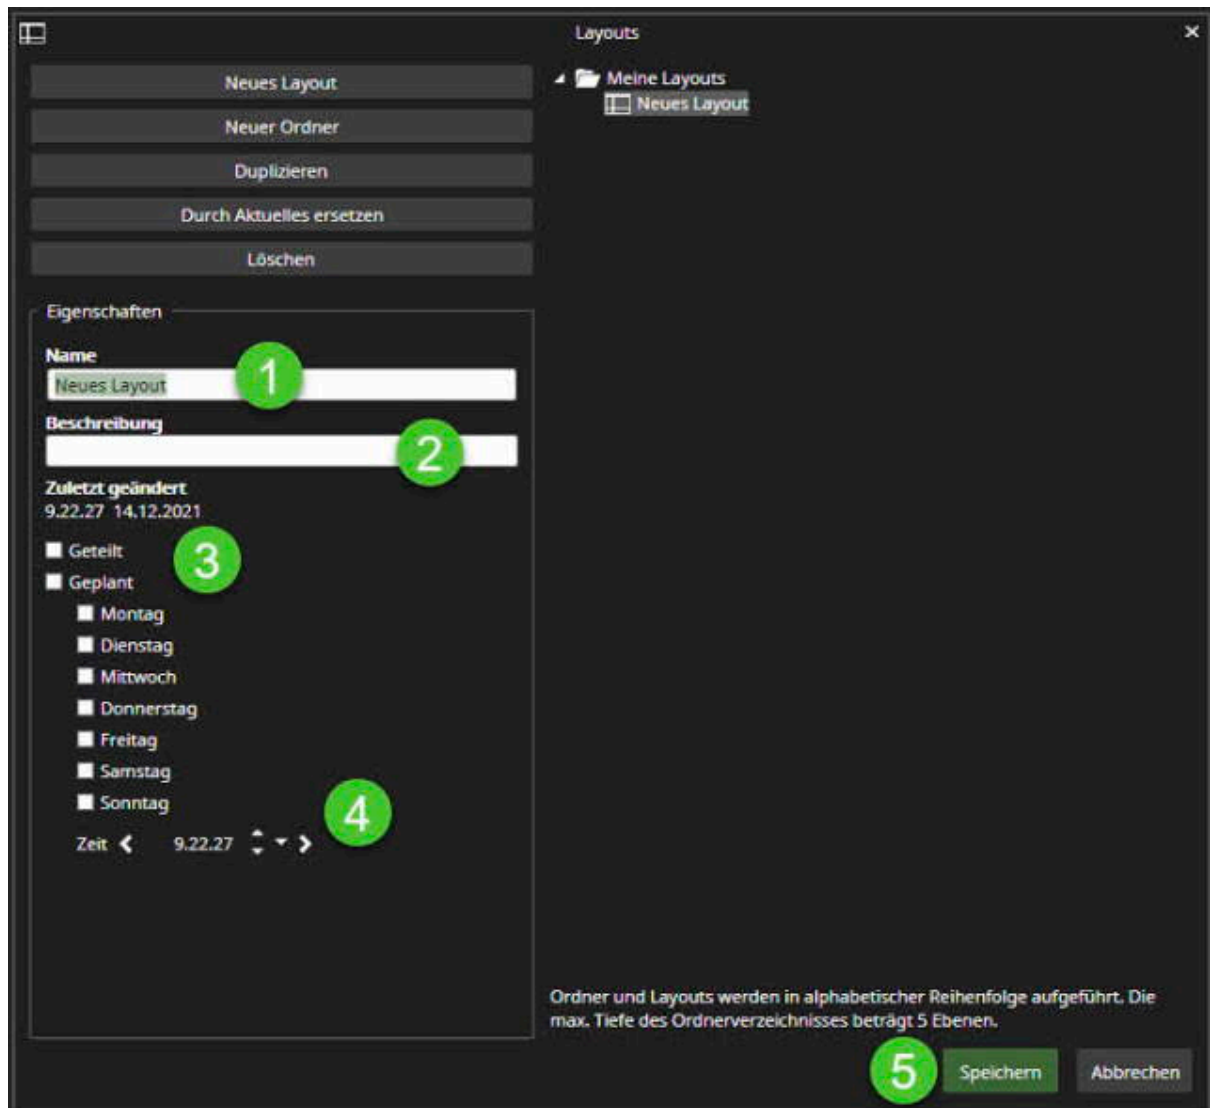 Layouts
Neues Layout
Neuer Ordner
Duplizieren
Durch Aktuelles ersetzen
Löschen
Meine Layouts
Neues Layout
Eigenschaften
Name
Neues Layout
1
Beschreibung
2
Zuletzt geändert
9.22.27 14.12.2021
Geteilt
3
Geplant
Montag
Dienstag
Mittwoch
Donnerstag
Freitag
Samstag
Sonntag
4
Zeit 9.22.27
Ordner und Layouts werden in alphabetischer Reihenfolge aufgeführt. Die
max. Tiefe des Ordnerverzeichnisses beträgt 5 Ebenen.
5
Speichern Abbrechen